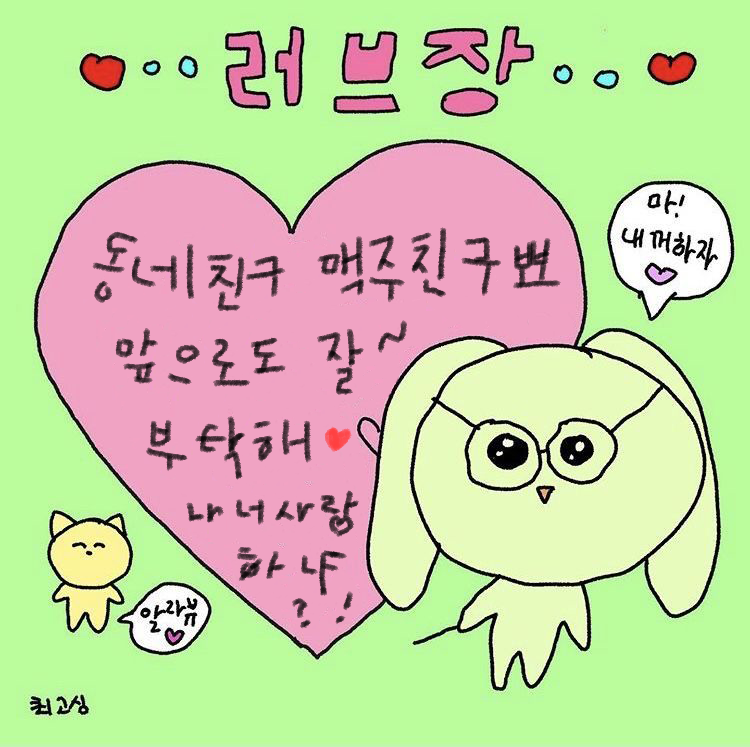 러브장
동네친구 맥주친구쁘
앞으로도 잘~
부탁해
나 너 사랑
하냐
?!
마!
내꺼하자
알라뷰
최고심